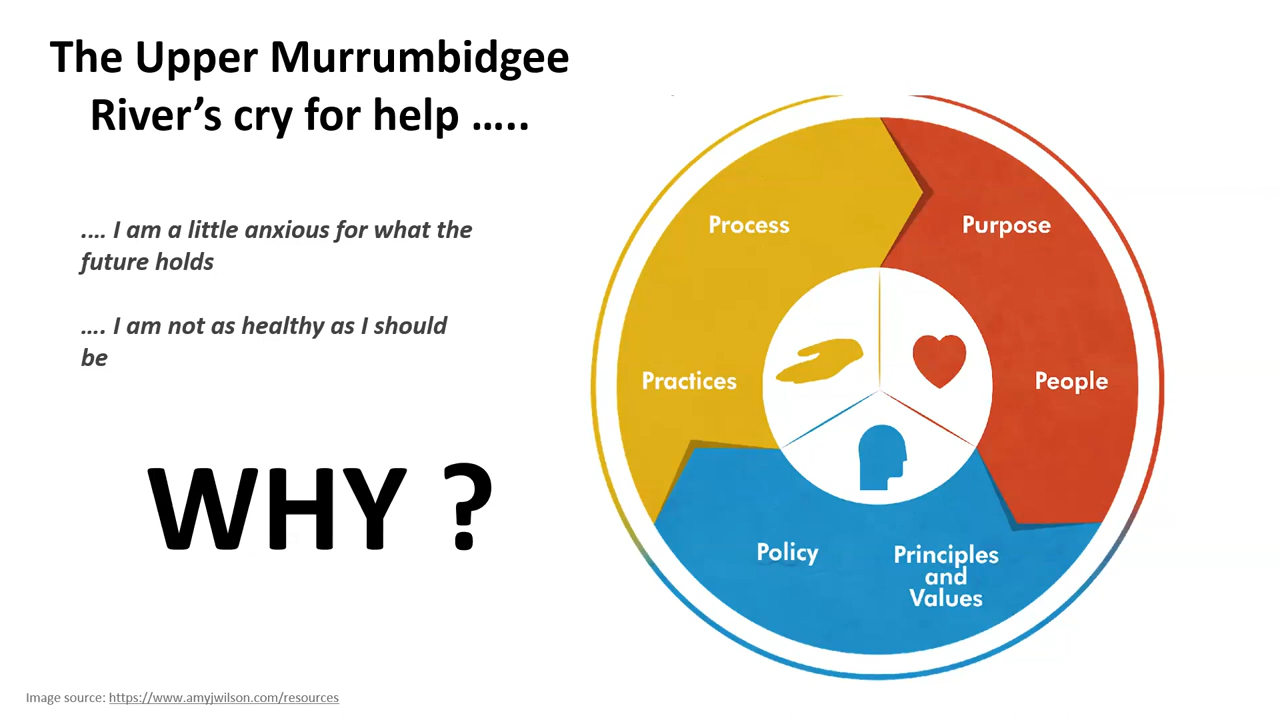 The Upper Murrumbidgee
River’s cry for help …..
.... I am a little anxious for what the
future holds
.... I am not as healthy as I should
be
WHY ?
Process
Purpose
Practices
People
Policy
Principles
and
Values
Image source: https://www.amyjwilson.com/resources